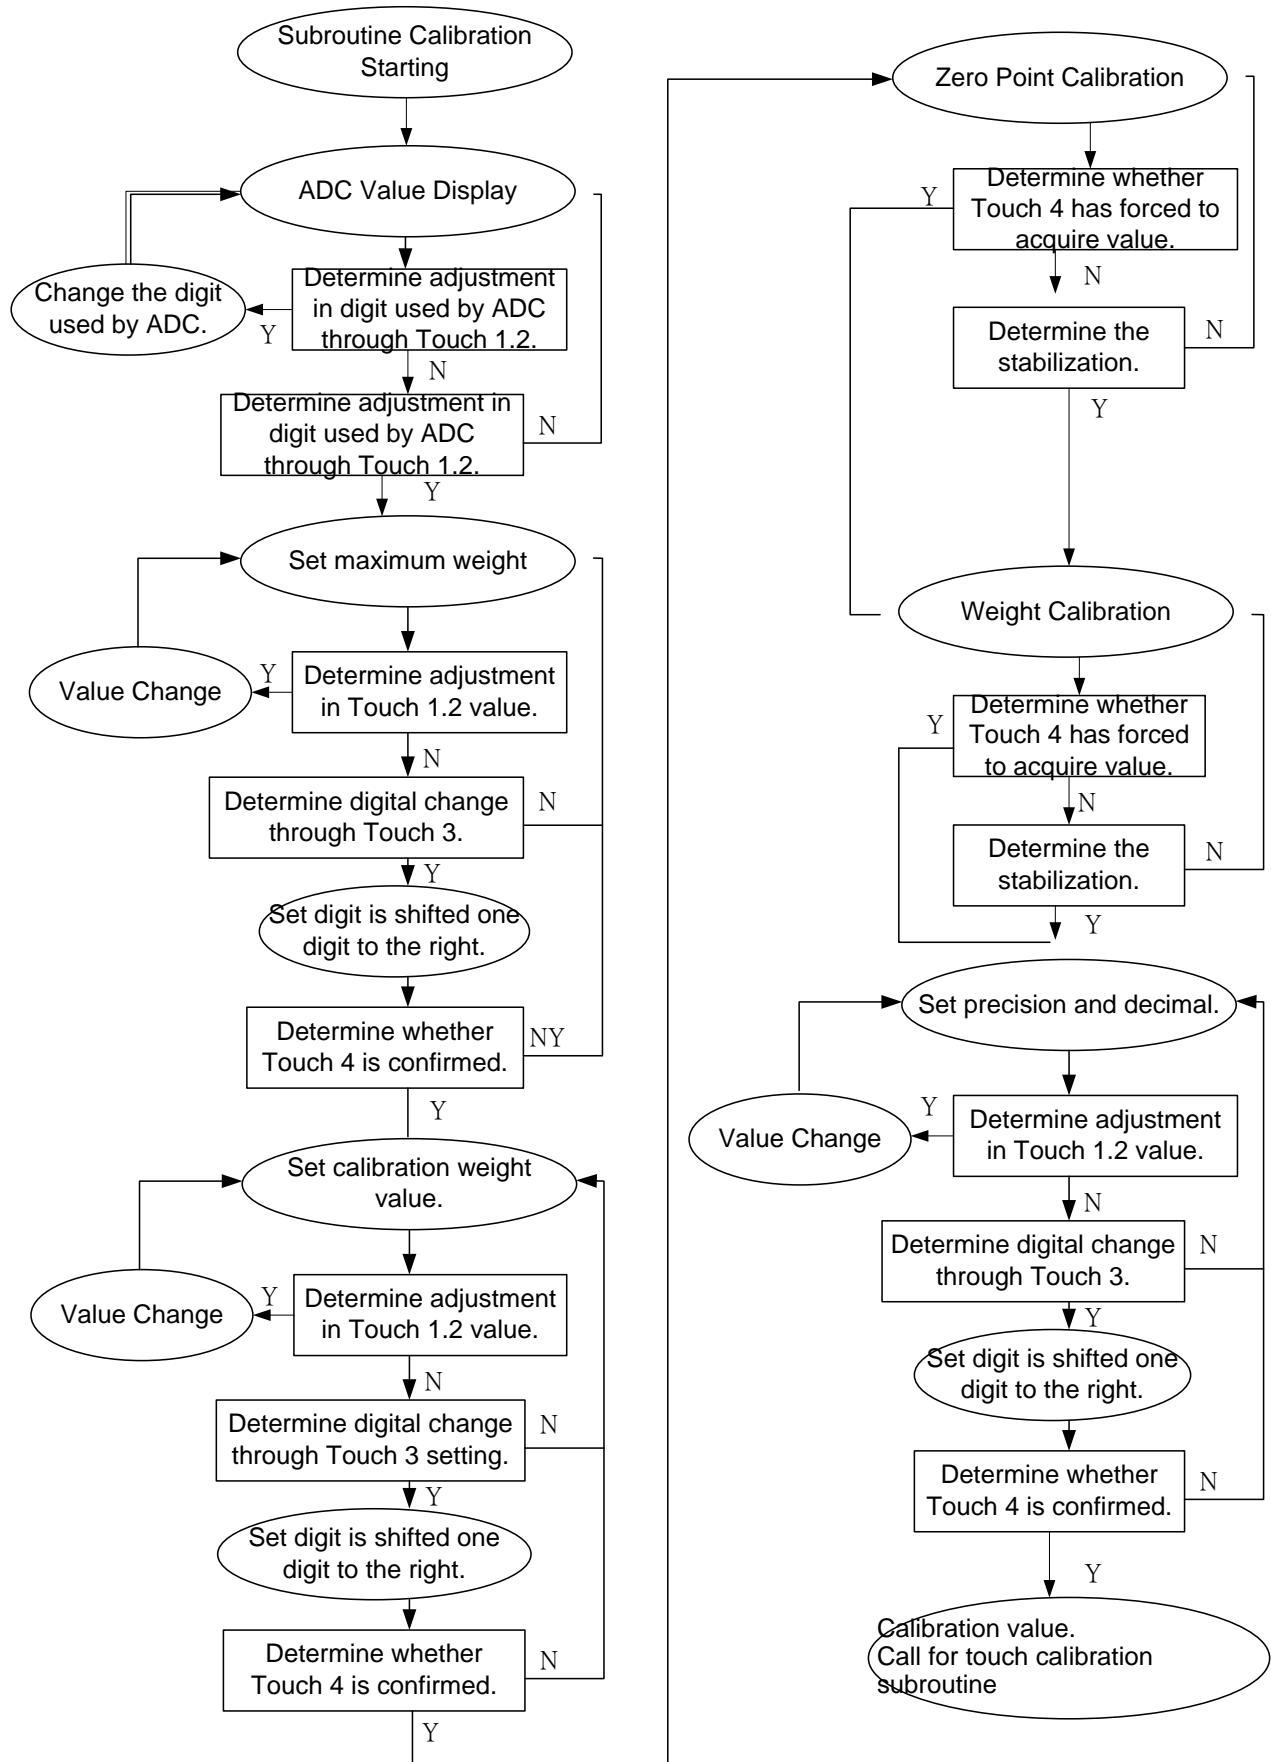 Subroutine Calibration
Starting
ADC Value Display
Change the digit
used by ADC.
Y
Determine adjustment
in digit used by ADC
through Touch 1.2.
N
Determine adjustment in
digit used by ADC
through Touch 1.2.
N
Y
Set maximum weight
Value Change
Y
Determine adjustment
in Touch 1.2 value.
N
Determine digital change
through Touch 3.
N
Y
Set digit is shifted one
digit to the right.
Determine whether
Touch 4 is confirmed.
NY
Y
Set calibration weight
value.
Value Change
Y
Determine adjustment
in Touch 1.2 value.
N
Determine digital change
through Touch 3 setting.
N
Y
Set digit is shifted one
digit to the right.
Determine whether
Touch 4 is confirmed.
N
Y
Zero Point Calibration
Y
Determine whether
Touch 4 has forced to
acquire value.
N
Determine the
stabilization.
N
Y
Weight Calibration
Y
Determine whether
Touch 4 has forced
to acquire value.
N
Determine the
stabilization.
N
Y
Set precision and decimal.
Value Change
Y
Determine adjustment
in Touch 1.2 value.
N
Determine digital change
through Touch 3.
N
Y
Set digit is shifted one
digit to the right.
Determine whether
Touch 4 is confirmed.
N
Y
Calibration value.
Call for touch calibration
subroutine